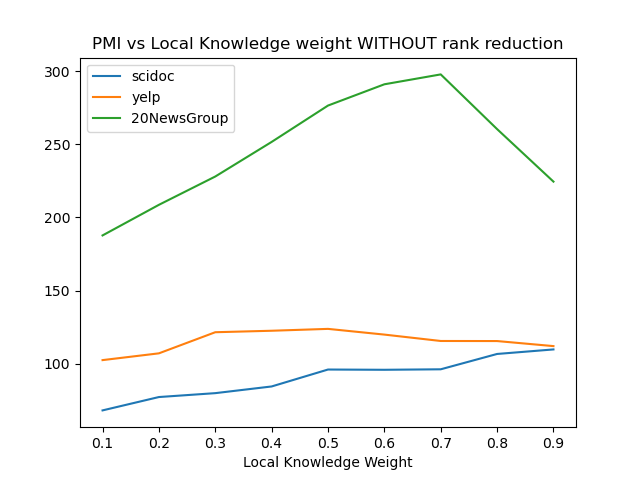 PMI vs Local Knowledge weight WITHOUT rank reduction
scidoc
yelp
20NewsGroup
300
250
200
150
100
0.1 0.2 0.3 0.4 0.5 0.6 0.7 0.8 0.9
Local Knowledge Weight